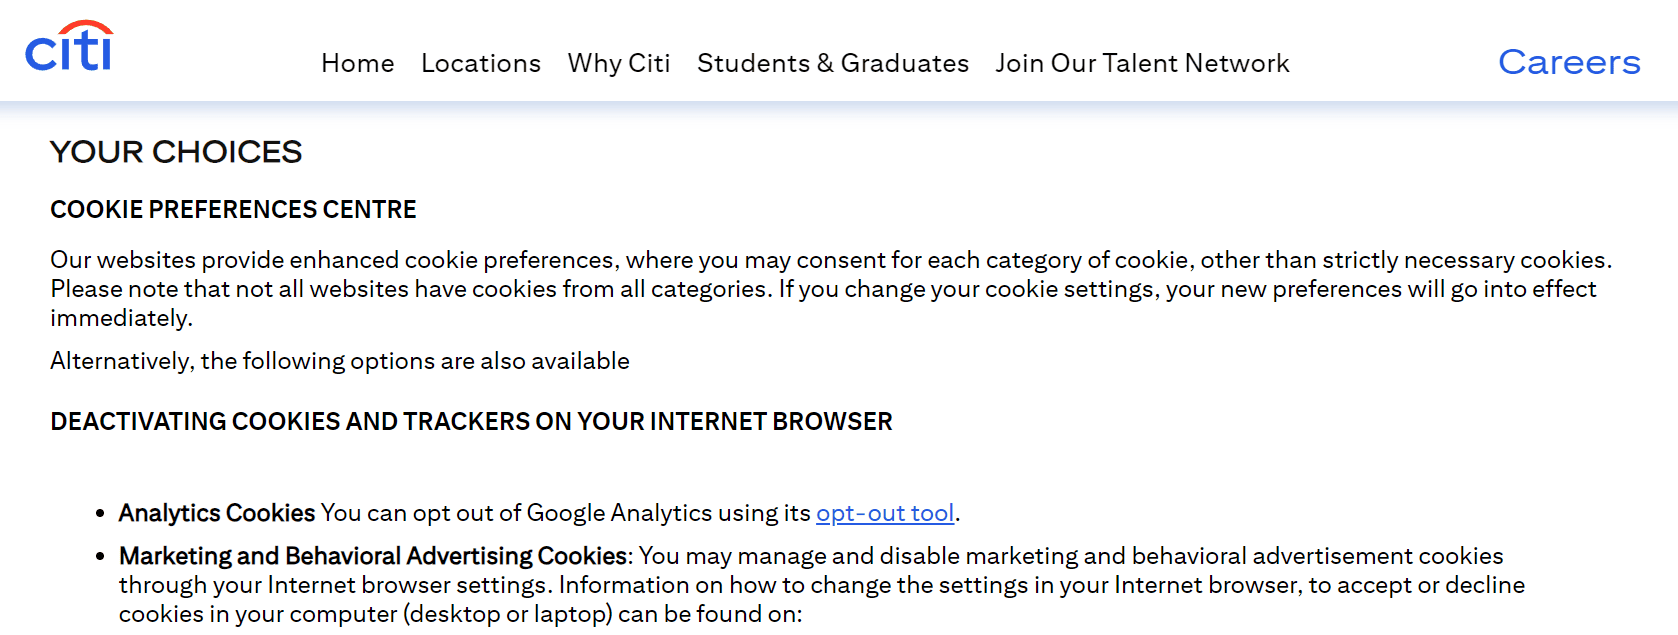 citi
Home Locations Why Citi Students & Graduates Join Our Talent Network Careers
YOUR CHOICES
COOKIE PREFERENCES CENTRE
Our websites provide enhanced cookie preferences, where you may consent for each category of cookie, other than strictly necessary cookies.
Please note that not all websites have cookies from all categories. If you change your cookie settings, your new preferences will go into effect
immediately.
Alternatively, the following options are also available
DEACTIVATING COOKIES AND TRACKERS ON YOUR INTERNET BROWSER
• Analytics Cookies You can opt out of Google Analytics using its opt-out tool.
• Marketing and Behavioral Advertising Cookies: You may manage and disable marketing and behavioral advertisement cookies
through your Internet browser settings. Information on how to change the settings in your Internet browser, to accept or decline
cookies in your computer (desktop or laptop) can be found on: